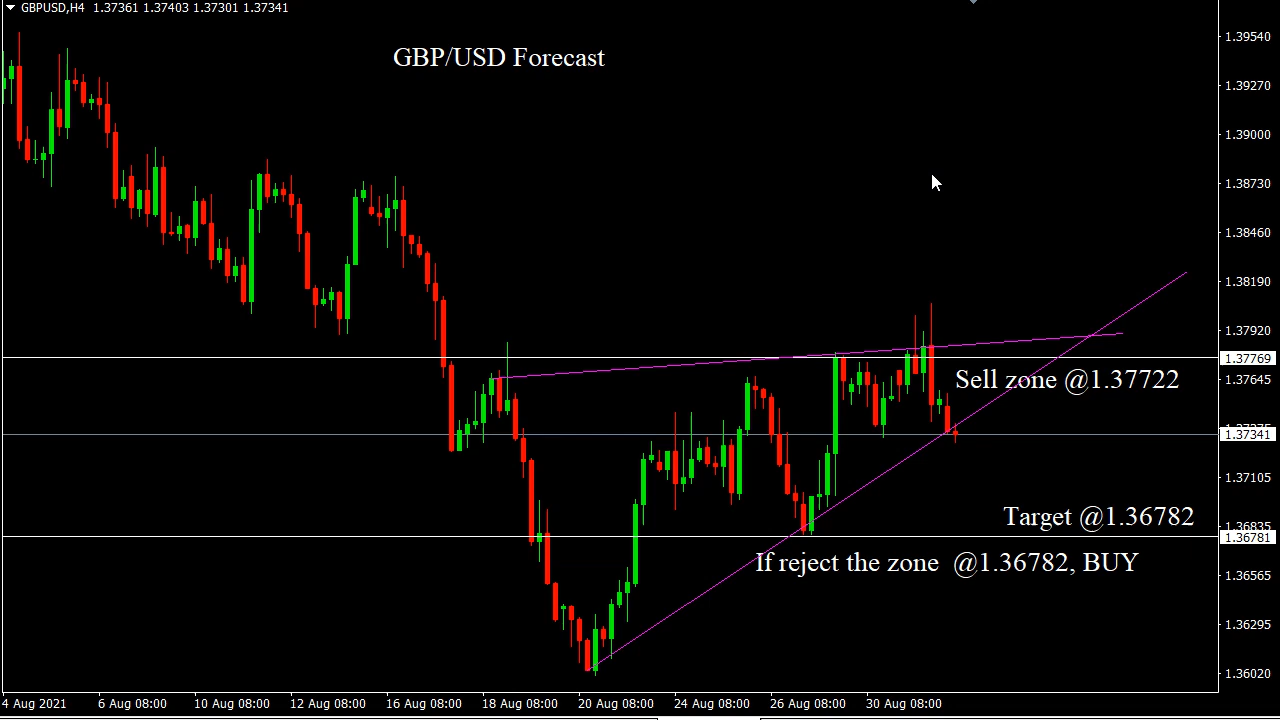 GBPUSD,H4 1.37361 1.37403 1.37301 1.37341
GBP/USD Forecast
1.39540
1.39270
1.39000
1.38730
1.38460
1.38190
1.37920
1.37769
1.37645
Sell zone @1.37722
1.37341
1.37105
Target @1.36782
1.36835
1.36781
If reject the zone @1.36782, BUY
1.36565
1.36295
1.36020
4 Aug 2021 6 Aug 08:00 10 Aug 08:00 12 Aug 08:00 16 Aug 08:00 18 Aug 08:00 20 Aug 08:00 24 Aug 08:00 26 Aug 08:00 30 Aug 08:00